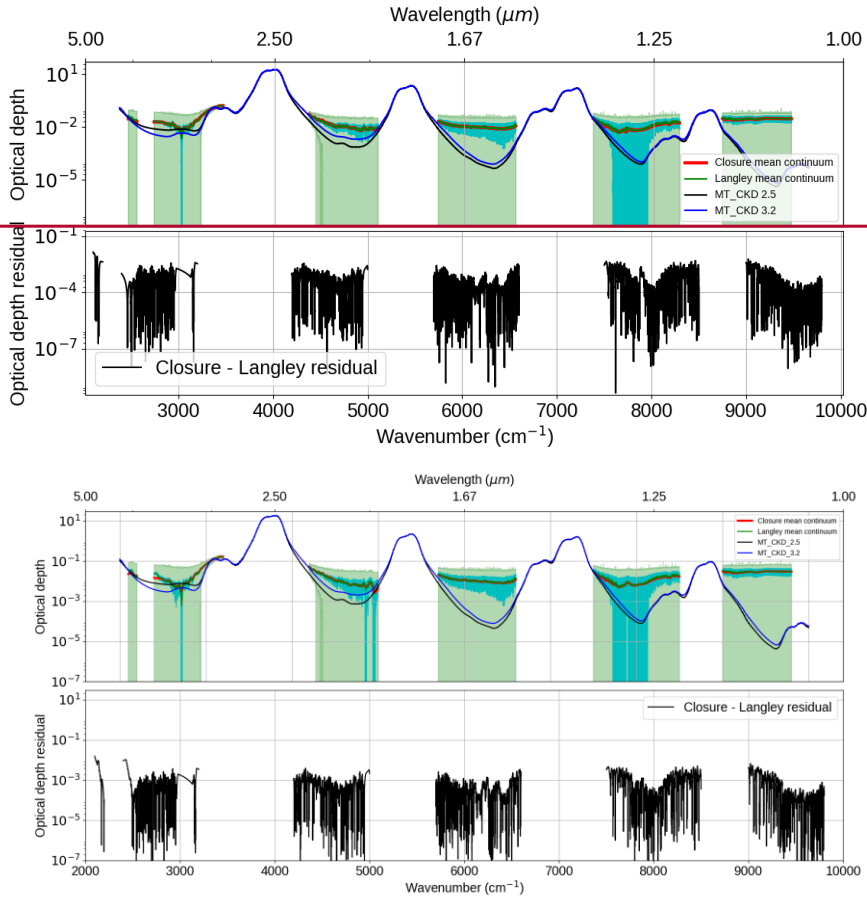 Wavelength (μm)
5.00 2.50 1.67 1.25 1.00
Optical depth
10¹
10⁻²
10⁻⁵
Closure mean continuum
Langley mean continuum
MT_CKD 2.5
MT_CKD 3.2
Optical depth residual
10⁻¹
10⁻⁴
10⁻⁷
Closure - Langley residual
3000 4000 5000 6000 7000 8000 9000 10000
Wavenumber (cm⁻¹)
Wavelength (μm)
5.00 2.50 1.67 1.25 1.00
Optical depth
10¹
10⁻¹
10⁻³
10⁻⁵
10⁻⁷
Closure mean continuum
Langley mean continuum
MT_CKD_2.5
MT_CKD_3.2
Optical depth residual
10¹
10⁻¹
10⁻³
10⁻⁵
10⁻⁷
Closure - Langley residual
2000 3000 4000 5000 6000 7000 8000 9000 10000
Wavenumber (cm⁻¹)